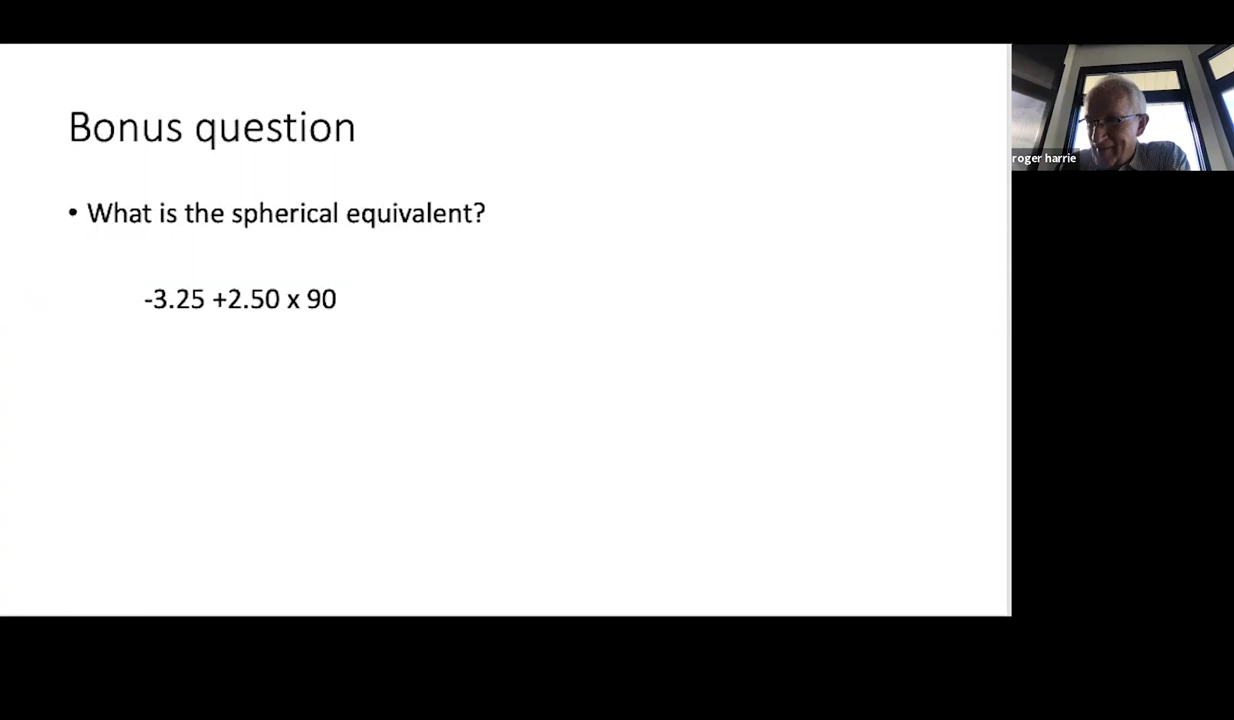 Bonus question
• What is the spherical equivalent?
-3.25 +2.50 x 90
roger harrie